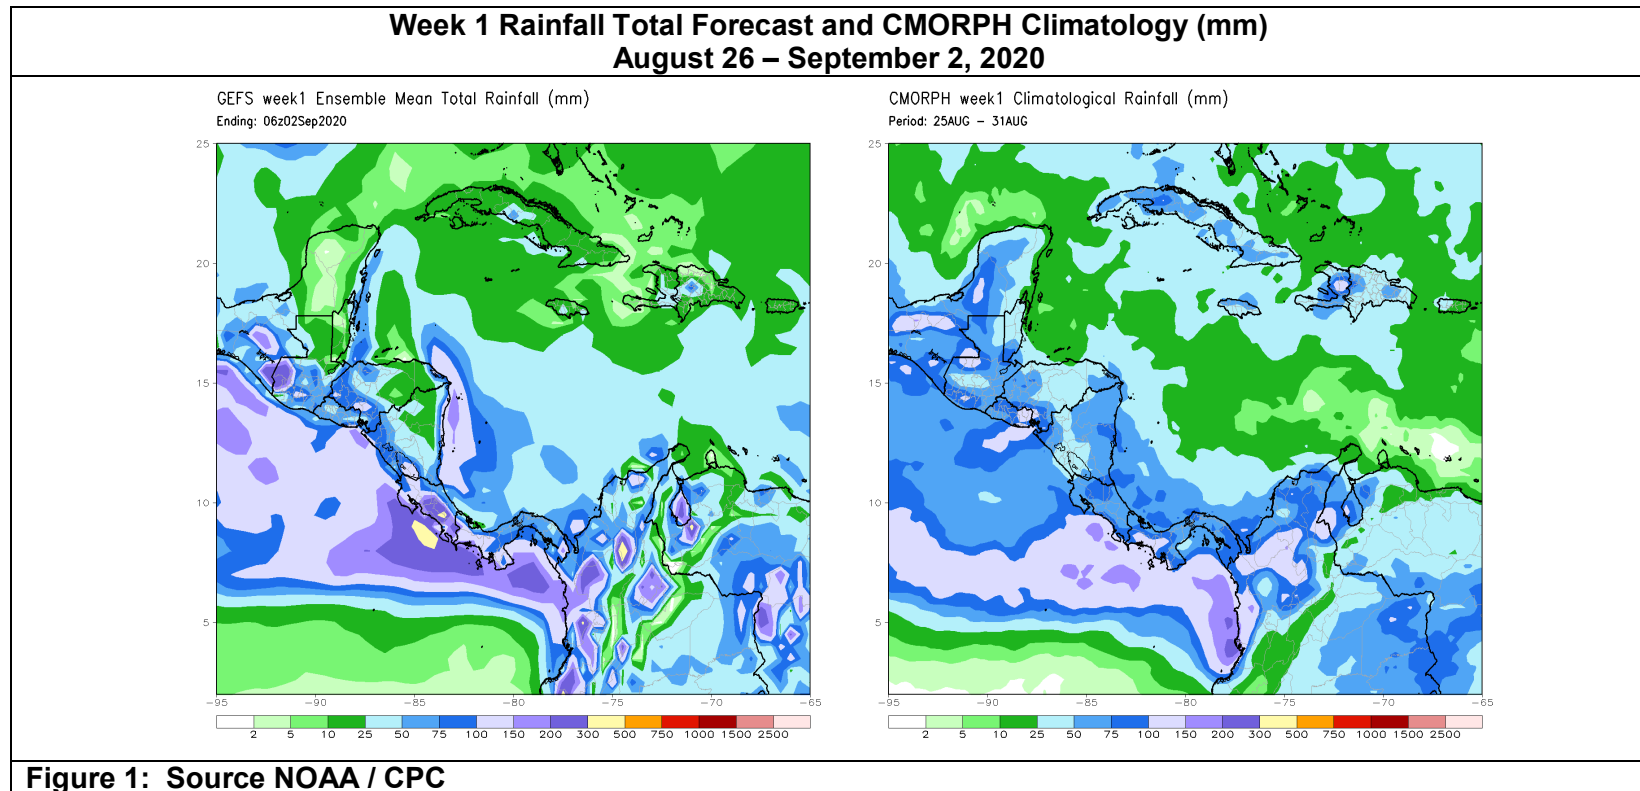 Week 1 Rainfall Total Forecast and CMORPH Climatology (mm)
August 26 – September 2, 2020
GEFS week1 Ensemble Mean Total Rainfall (mm)
Ending: 06z02Sep2020
25
20
15
10
5
-95
-90
-85
-80
-75
-70
-65
2 5 10 25 50 75 100 150 200 300 500 750 1000 1500 2500
CMORPH week1 Climatological Rainfall (mm)
Period: 25AUG - 31AUG
25
20
15
10
5
-95
-90
-85
-80
-75
-70
-65
2 5 10 25 50 75 100 150 200 300 500 750 1000 1500 2500
Figure 1: Source NOAA / CPC